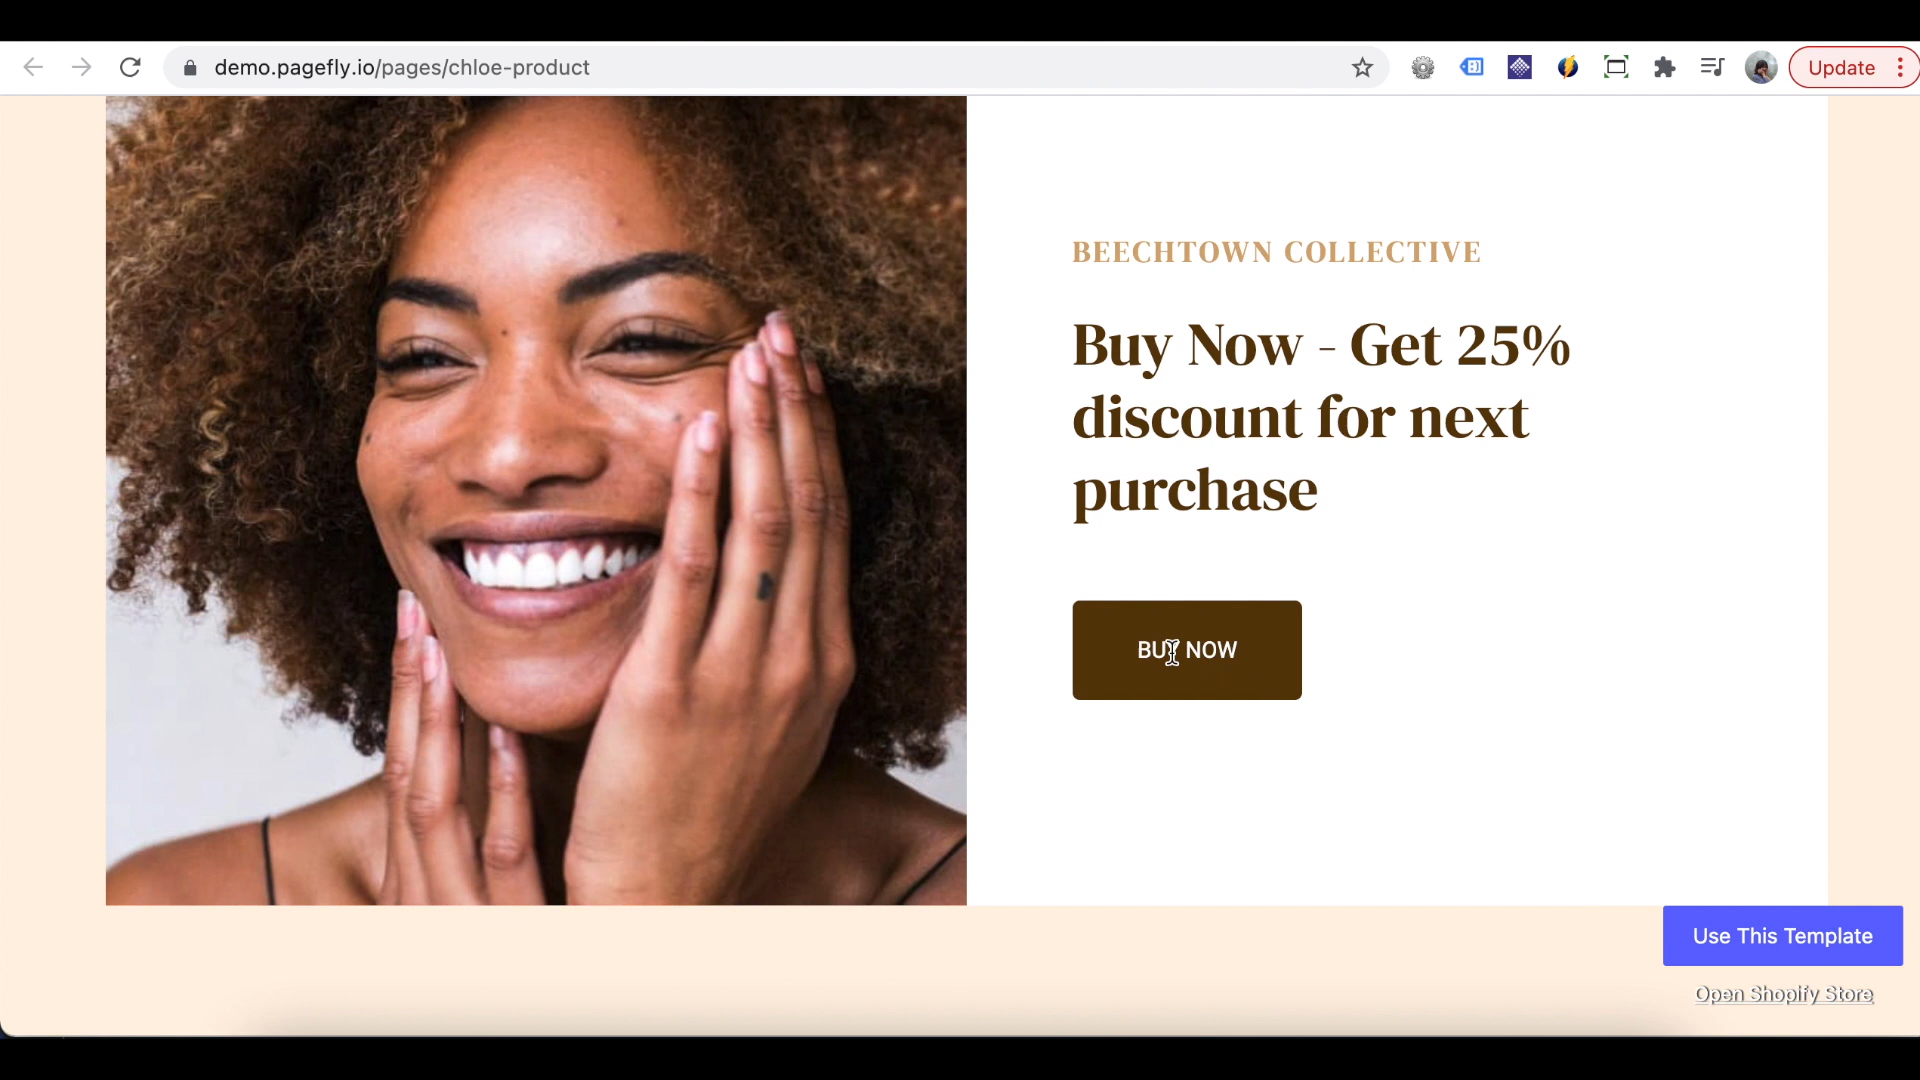 demo.pagefly.io/pages/chloe-product
Update
BEECHTOWN COLLECTIVE
Buy Now - Get 25%
discount for next
purchase
BUY NOW
Use This Template
Open Shopify Store